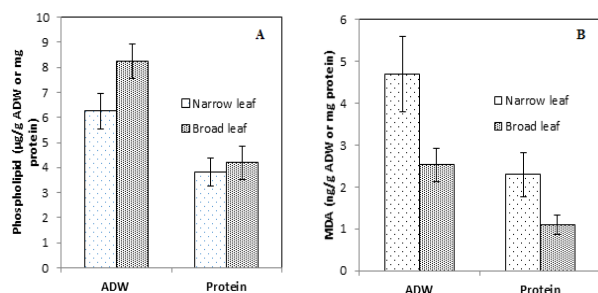 A
10
9
8
7
6
5
4
3
2
1
0
Phospholipid (µg/g ADW or mg
protein)
Narrow leaf
Broad leaf
ADW
Protein
B
6
5
4
3
2
1
0
MDA (ng/g ADW or mg protein)
Narrow leaf
Broad leaf
ADW
Protein